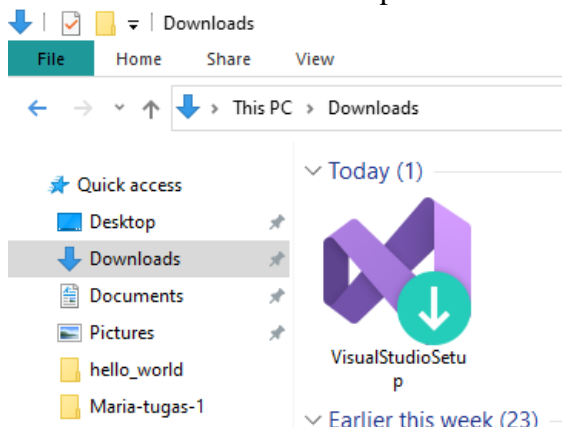 Downloads
File Home Share View
This PC > Downloads
Quick access
Desktop
Downloads
Documents
Pictures
hello_world
Maria-tugas-1
Today (1)
VisualStudioSetu
p
Earlier this week (23)